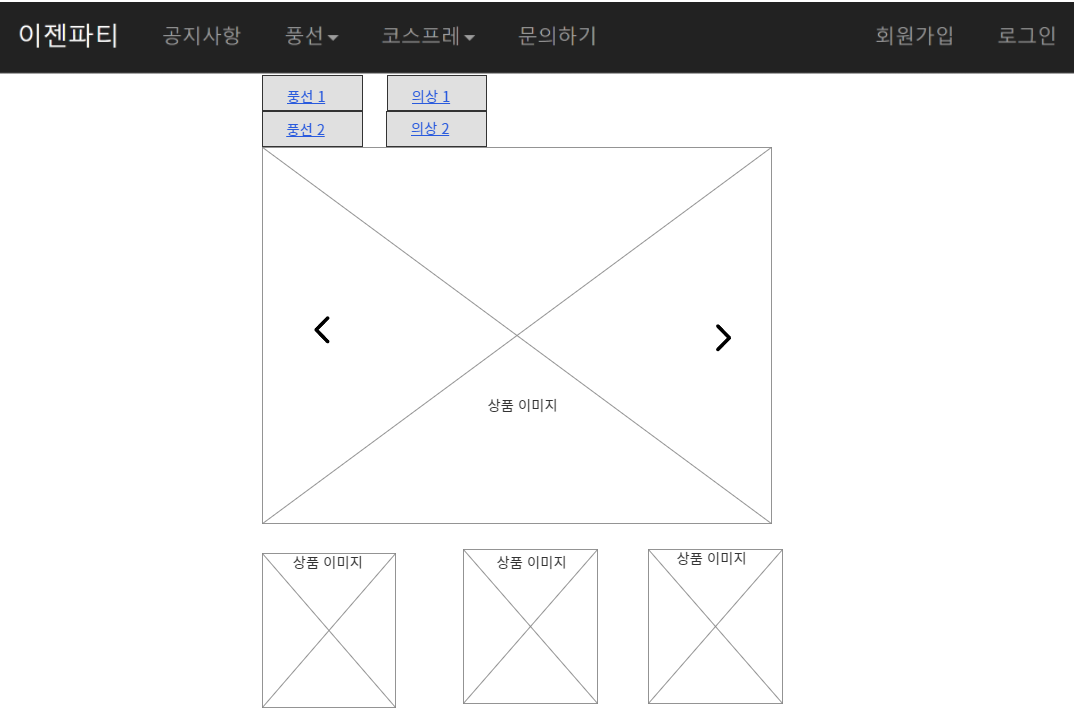 이젠파티 공지사항 풍선 코스프레 문의하기 회원가입 로그인
풍선 1 의상 1
풍선 2 의상 2
상품 이미지
상품 이미지 상품 이미지 상품 이미지